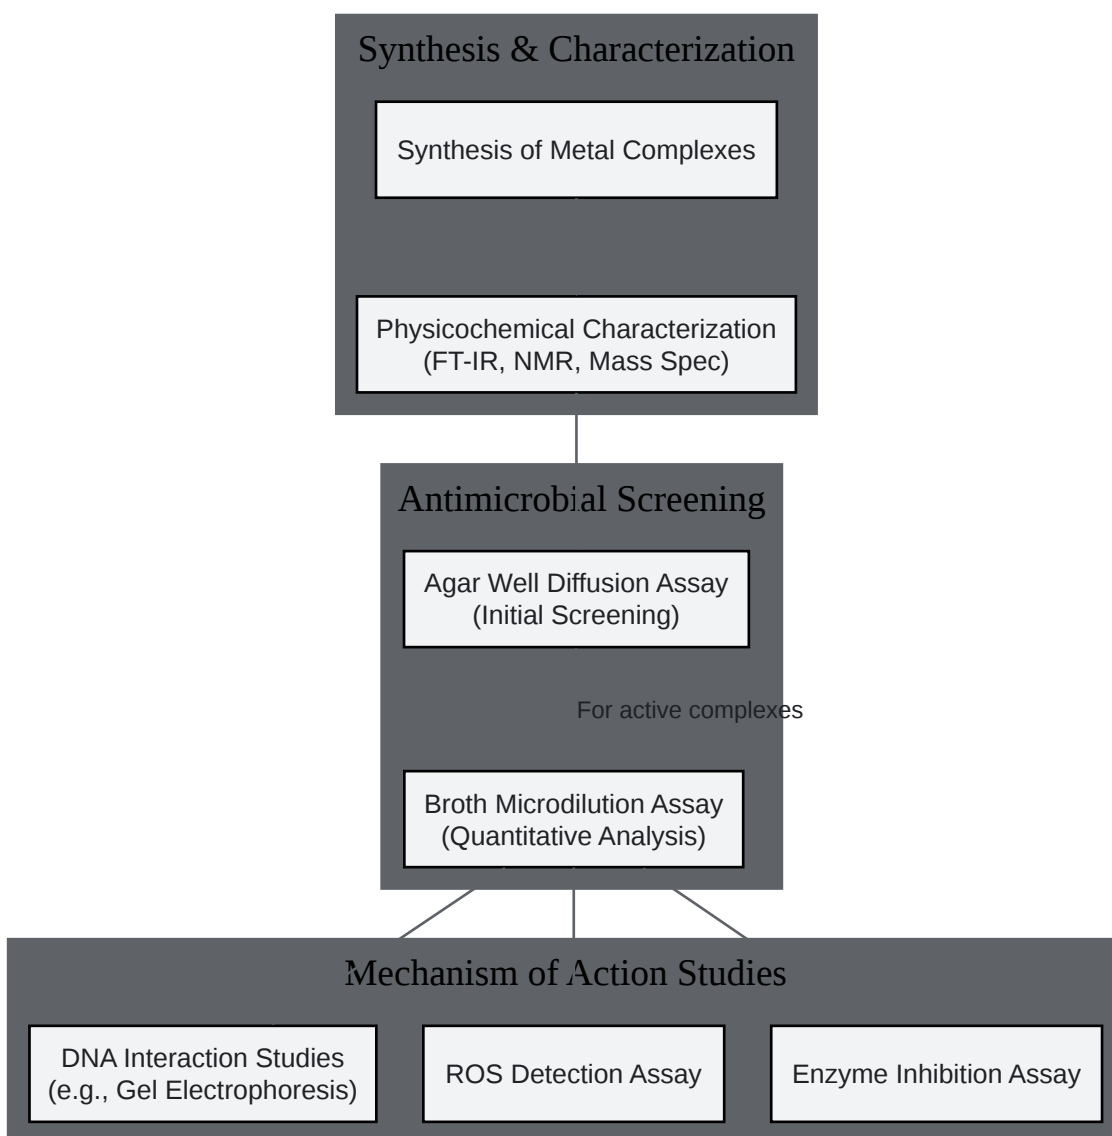 Synthesis & Characterization
Synthesis of Metal Complexes
Physicochemical Characterization
(FT-IR, NMR, Mass Spec)
Antimicrobial Screening
Agar Well Diffusion Assay
(Initial Screening)
For active complexes
Broth Microdilution Assay
(Quantitative Analysis)
Mechanism of Action Studies
DNA Interaction Studies
(e.g., Gel Electrophoresis)
ROS Detection Assay
Enzyme Inhibition Assay